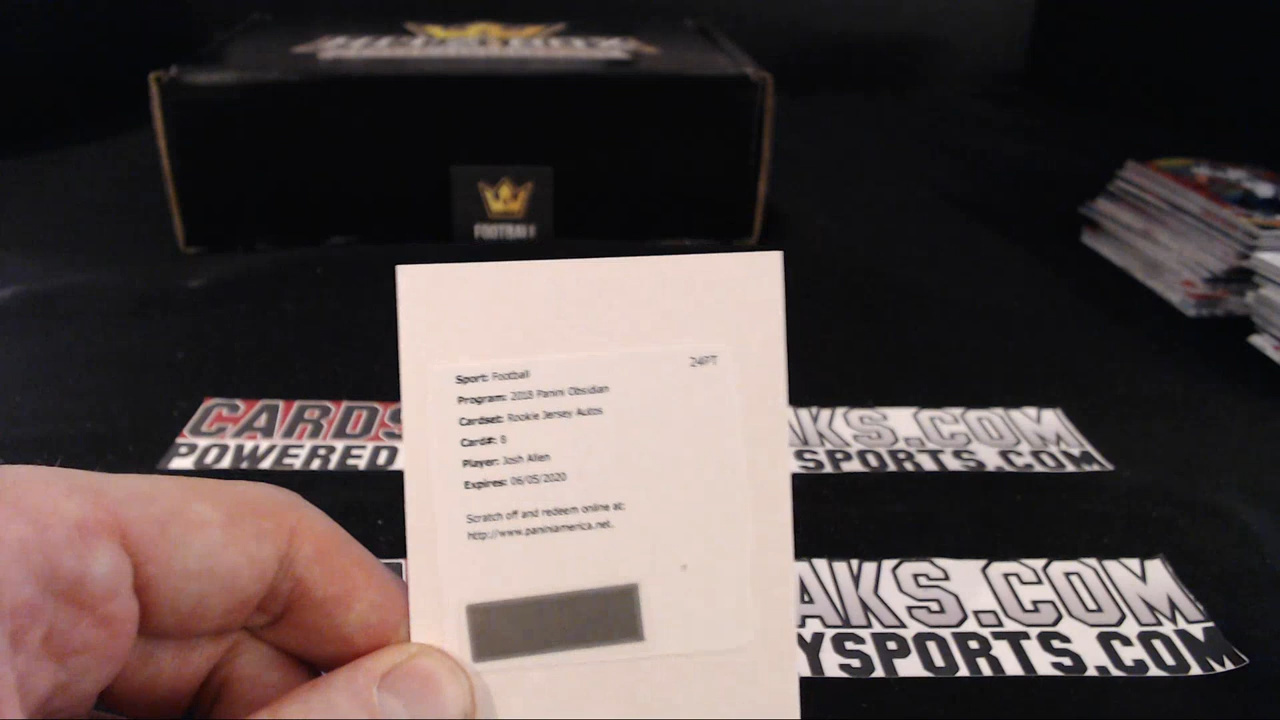 FOOTBALL
24PT
Sport: Football
Program: 2018 Panini Obsidian
Cardset: Rookie Jersey Autos
Card#: 8
Player: Josh Allen
Expires: 06/05/2020
Scratch off and redeem online at:
http://www.paniniamerica.net.
CARDS
AKS.COM
POWERED
SPORTS.COM
AKS.COM
YSPORTS.COM